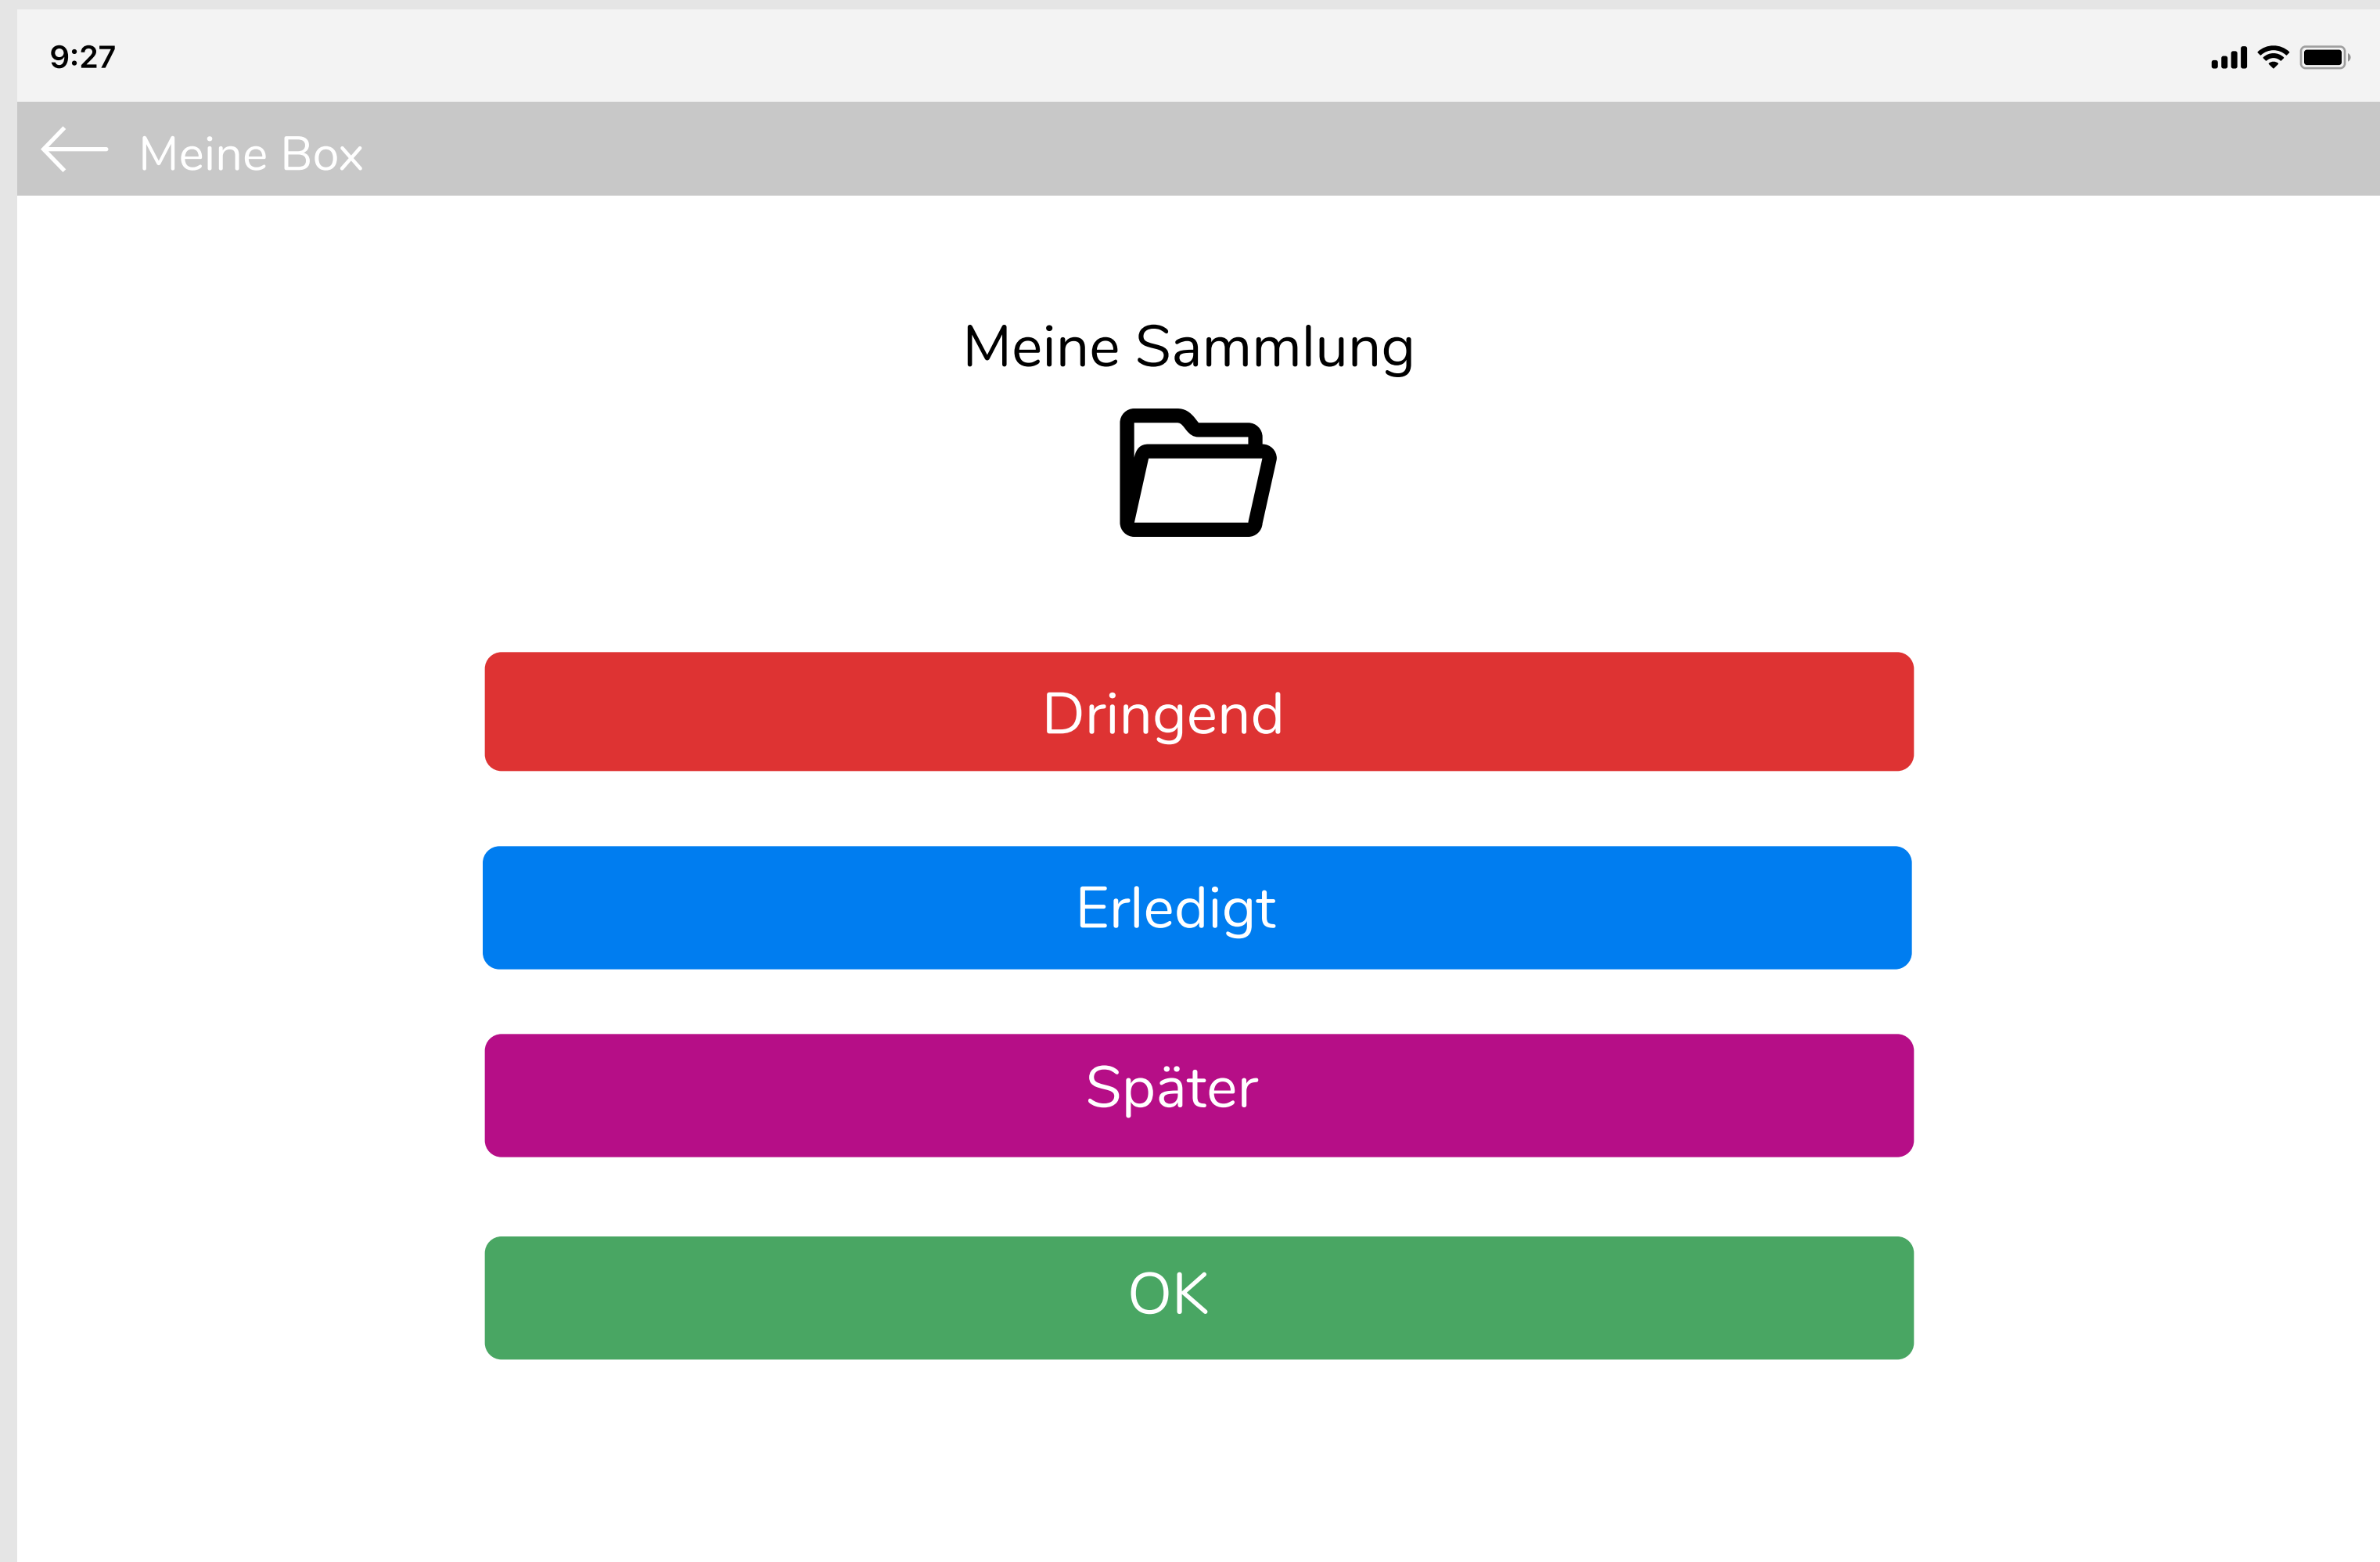 9:27
Meine Box
Meine Sammlung
Dringend
Erledigt
Später
OK